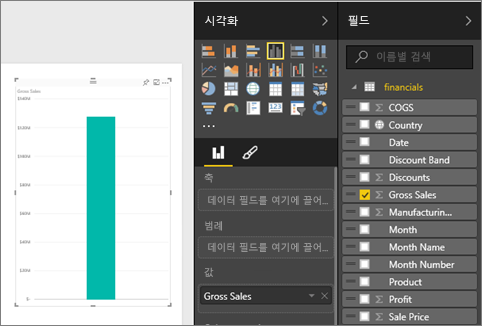 Gross Sales
시각화
축
데이터 필드를 여기에 끌어...
범례
데이터 필드를 여기에 끌어...
값
Gross Sales
필드
이름별 검색
financials
COGS
Country
Date
Discount Band
Discounts
Gross Sales
Manufacturin...
Month
Month Name
Month Number
Product
Profit
Sale Price